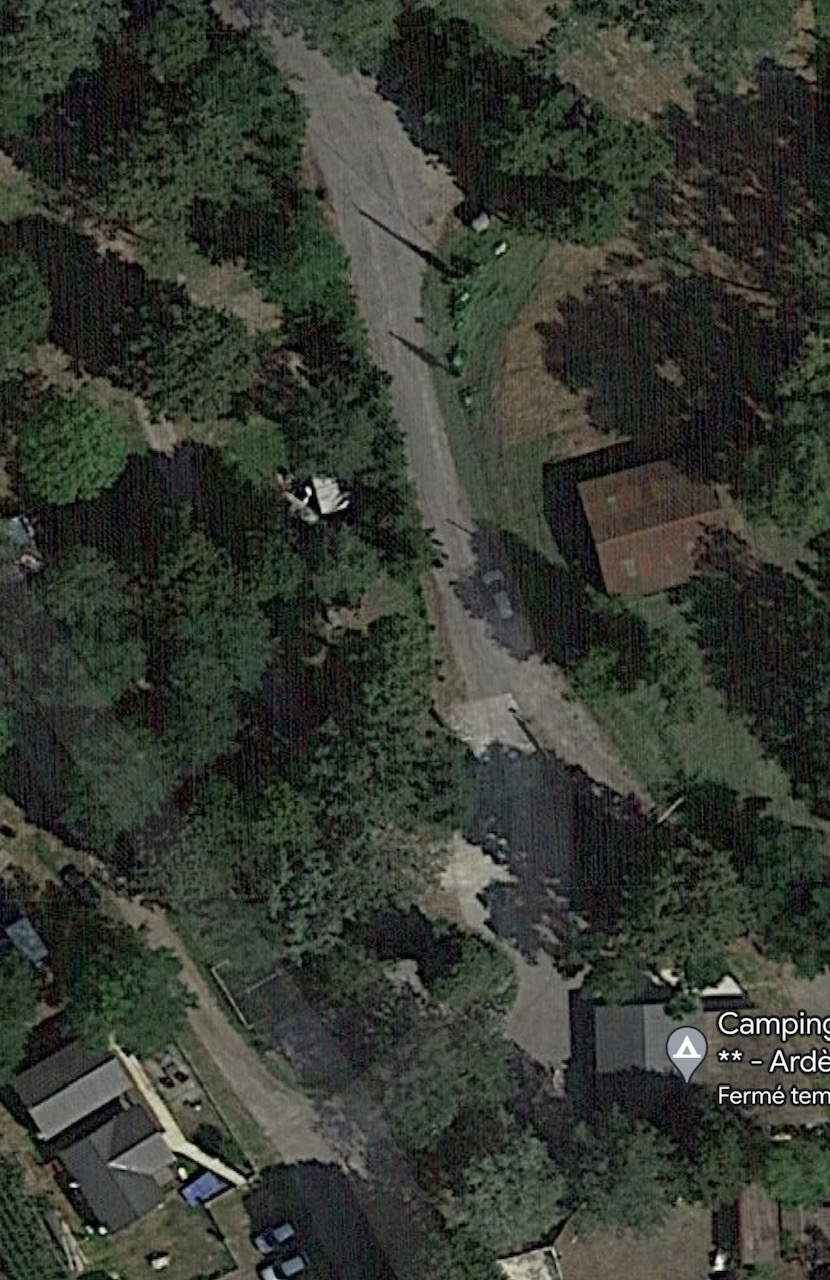 Camping
** - Ardè
Fermé tem